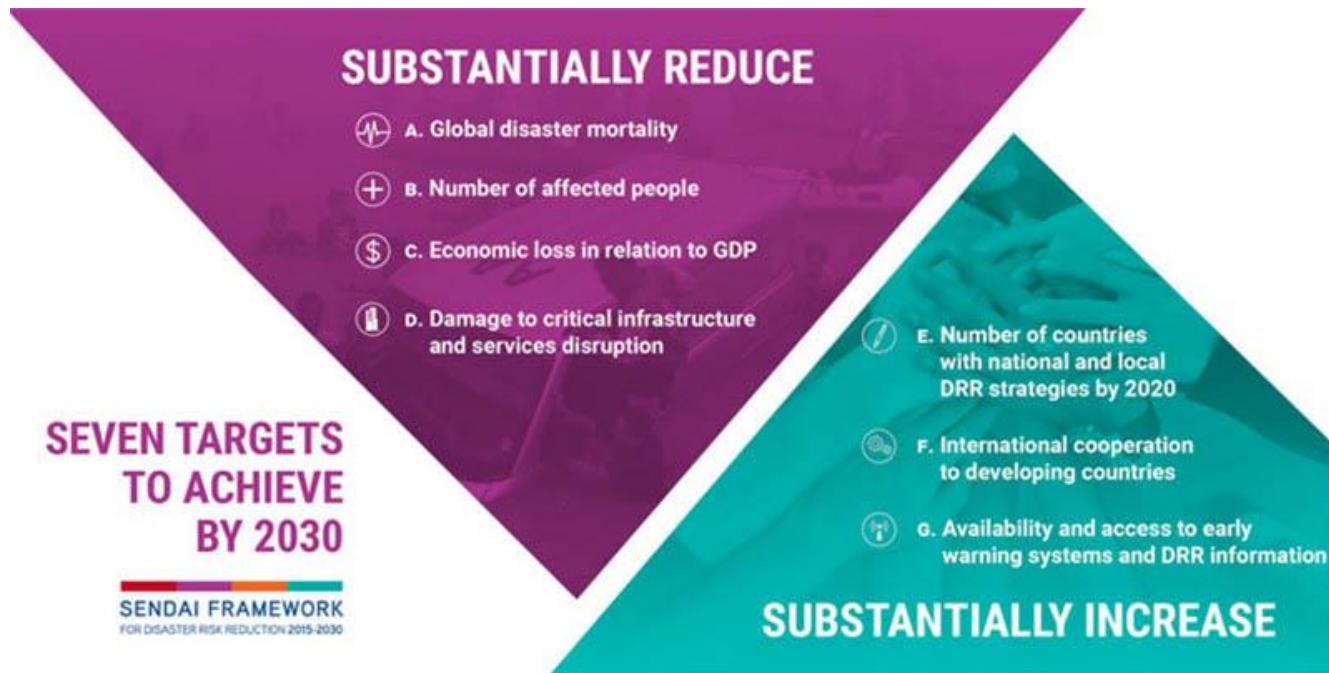 SUBSTANTIALLY REDUCE
A. Global disaster mortality
B. Number of affected people
$
C. Economic loss in relation to GDP
D. Damage to critical infrastructure
and services disruption
E. Number of countries
with national and local
DRR strategies by 2020
F. International cooperation
to developing countries
G. Availability and access to early
warning systems and DRR information
SUBSTANTIALLY INCREASE
SEVEN TARGETS
TO ACHIEVE
BY 2030
SENDAI FRAMEWORK
FOR DISASTER RISK REDUCTION 2015-2030